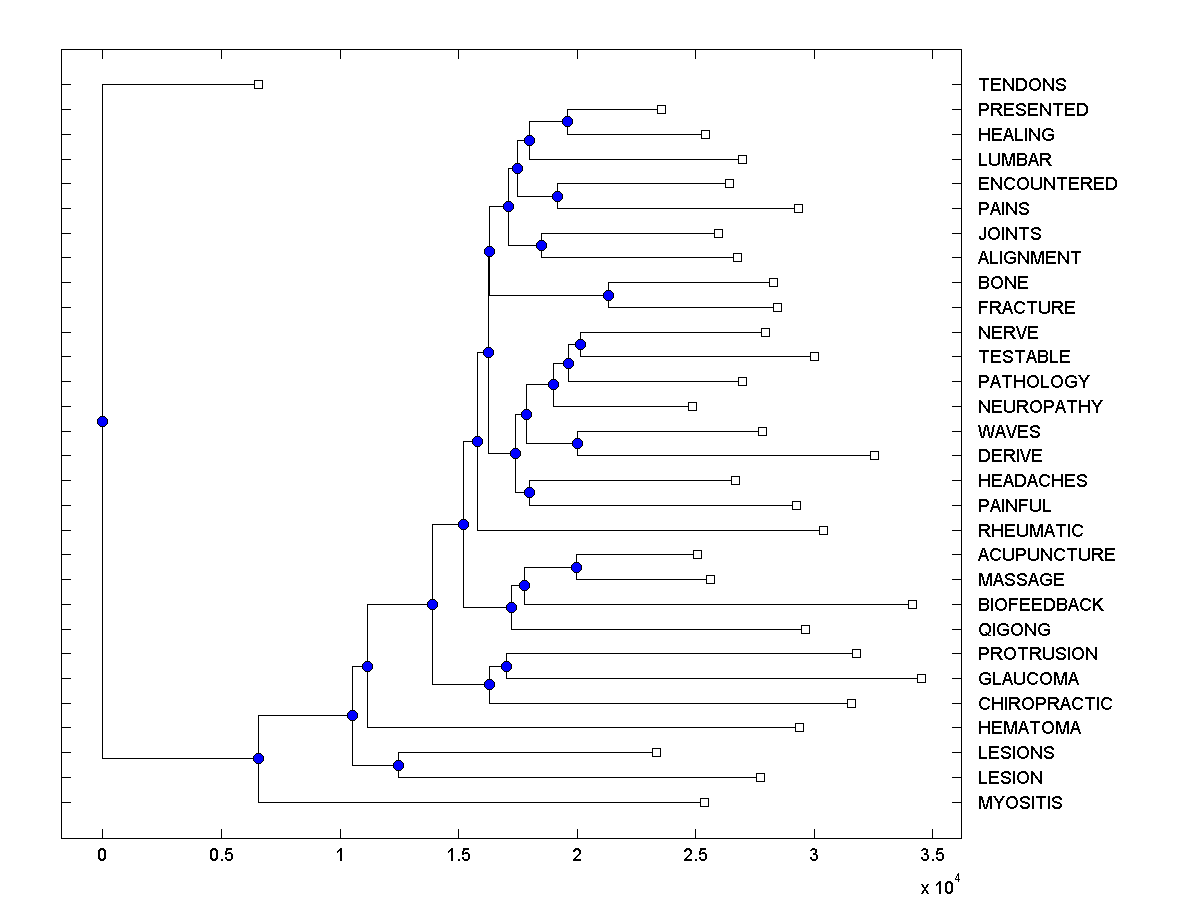 TENDONS
PRESENTED
HEALING
LUMBAR
ENCOUNTERED
PAINS
JOINTS
ALIGNMENT
BONE
FRACTURE
NERVE
TESTABLE
PATHOLOGY
NEUROPATHY
WAVES
DERIVE
HEADACHES
PAINFUL
RHEUMATIC
ACUPUNCTURE
MASSAGE
BIOFEEDBACK
QIGONG
PROTRUSION
GLAUCOMA
CHIROPRACTIC
HEMATOMA
LESIONS
LESION
MYOSITIS
0 0.5 1 1.5 2 2.5 3 3.5
x 10^4